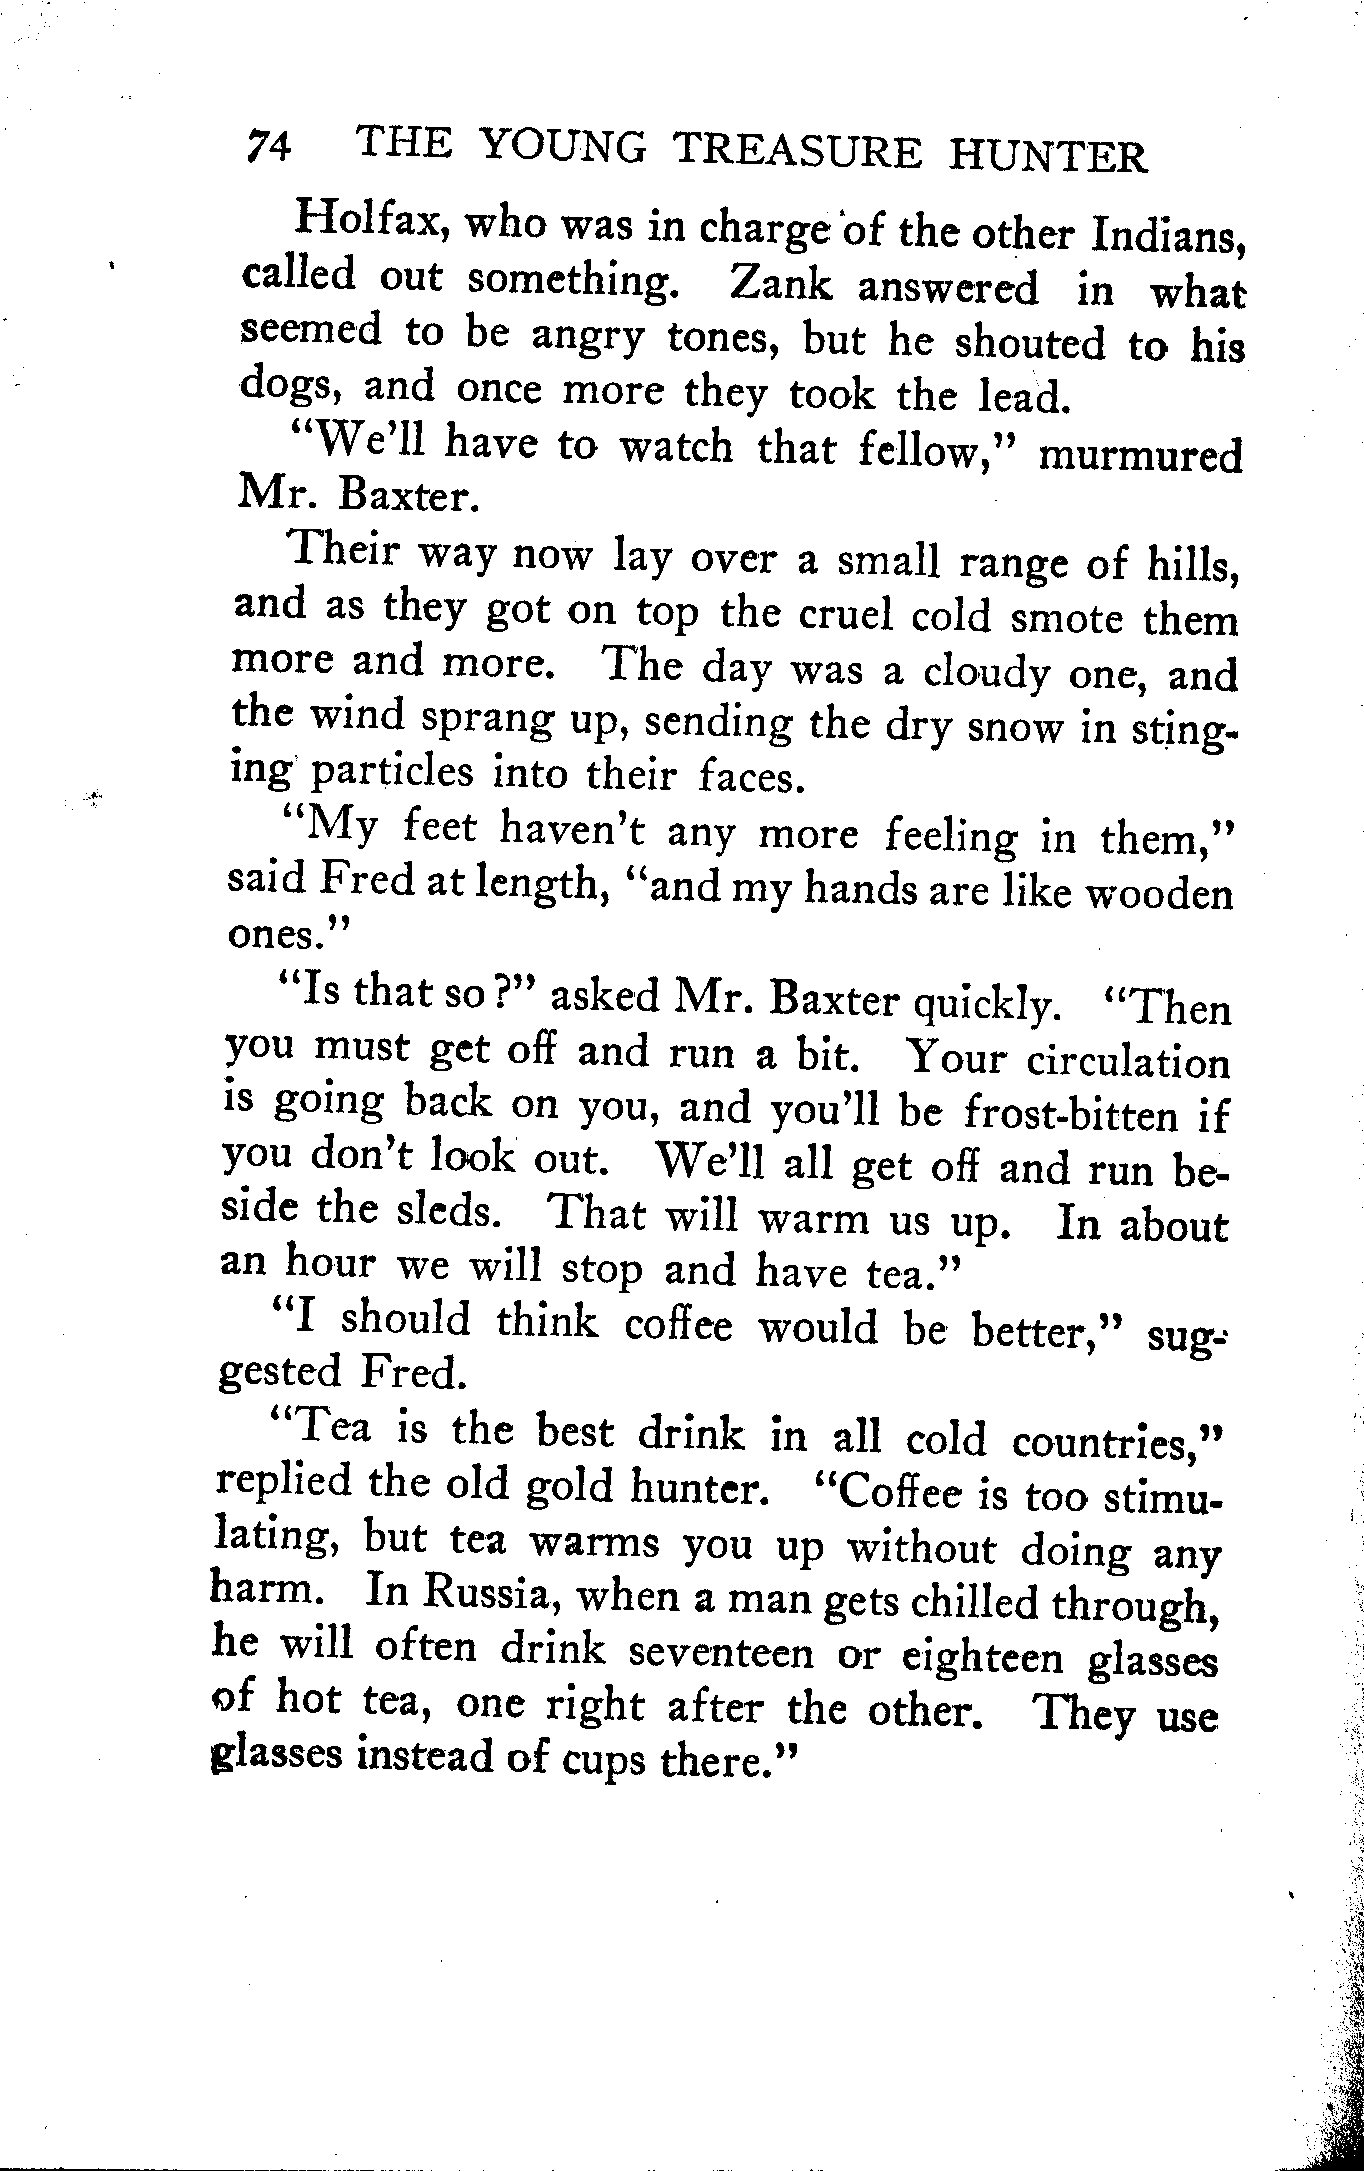 74 THE YOUNG TREASURE HUNTER
Holfax, who was in charge of the other Indians,
called out something. Zank answered in what
seemed to be angry tones, but he shouted to his
dogs, and once more they took the lead.
"We'll have to watch that fellow," murmured
Mr. Baxter.
Their way now lay over a small range of hills,
and as they got on top the cruel cold smote them
more and more. The day was a cloudy one, and
the wind sprang up, sending the dry snow in sting-
ing particles into their faces.
"My feet haven't any more feeling in them,"
said Fred at length, "and my hands are like wooden
ones."
"Is that so?" asked Mr. Baxter quickly. "Then
you must get off and run a bit. Your circulation
is going back on you, and you'll be frost-bitten if
you don't look out. We'll all get off and run be-
side the sleds. That will warm us up. In about
an hour we will stop and have tea."
"I should think coffee would be better," sug-
gested Fred.
"Tea is the best drink in all cold countries,"
replied the old gold hunter. "Coffee is too stimu-
lating, but tea warms you up without doing any
harm. In Russia, when a man gets chilled through,
he will often drink seventeen or eighteen glasses
of hot tea, one right after the other. They use
glasses instead of cups there."